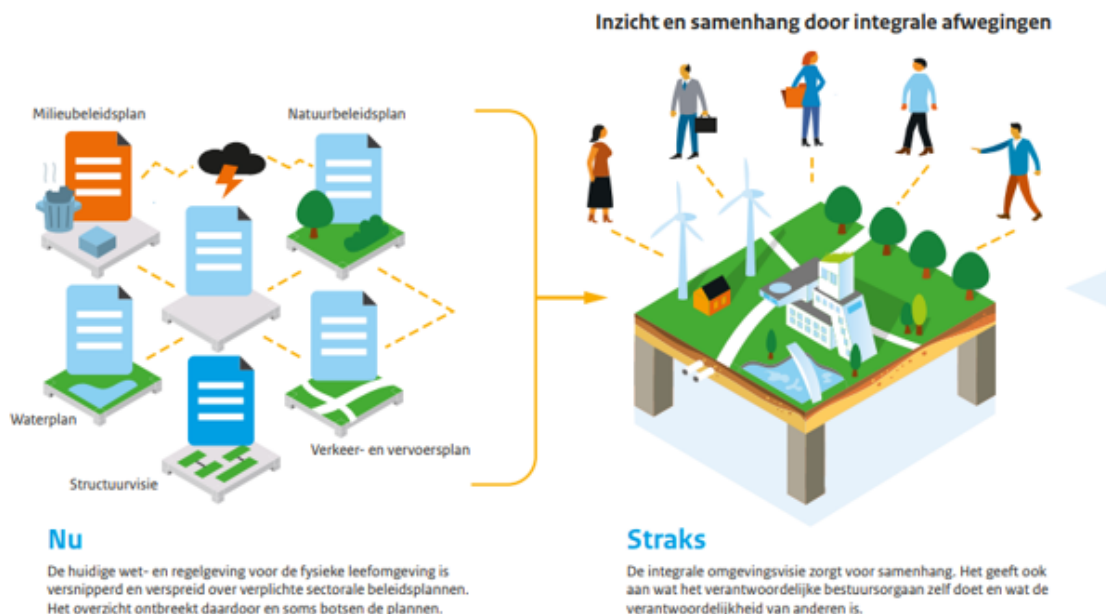 Inzicht en samenhang door integrale afwegingen
Milieubeleidsplan
Natuurbeleidsplan
Waterplan
Verkeer- en vervoersplan
Structuurvisie
Nu
De huidige wet- en regelgeving voor de fysieke leefomgeving is
versnipperd en verspreid over verplichte sectorale beleidsplannen.
Het overzicht ontbreekt daardoor en soms botsen de plannen.
Straks
De integrale omgevingsvisie zorgt voor samenhang. Het geeft ook
aan wat het verantwoordelijke bestuursorgaan zelf doet en wat de
verantwoordelijkheid van anderen is.